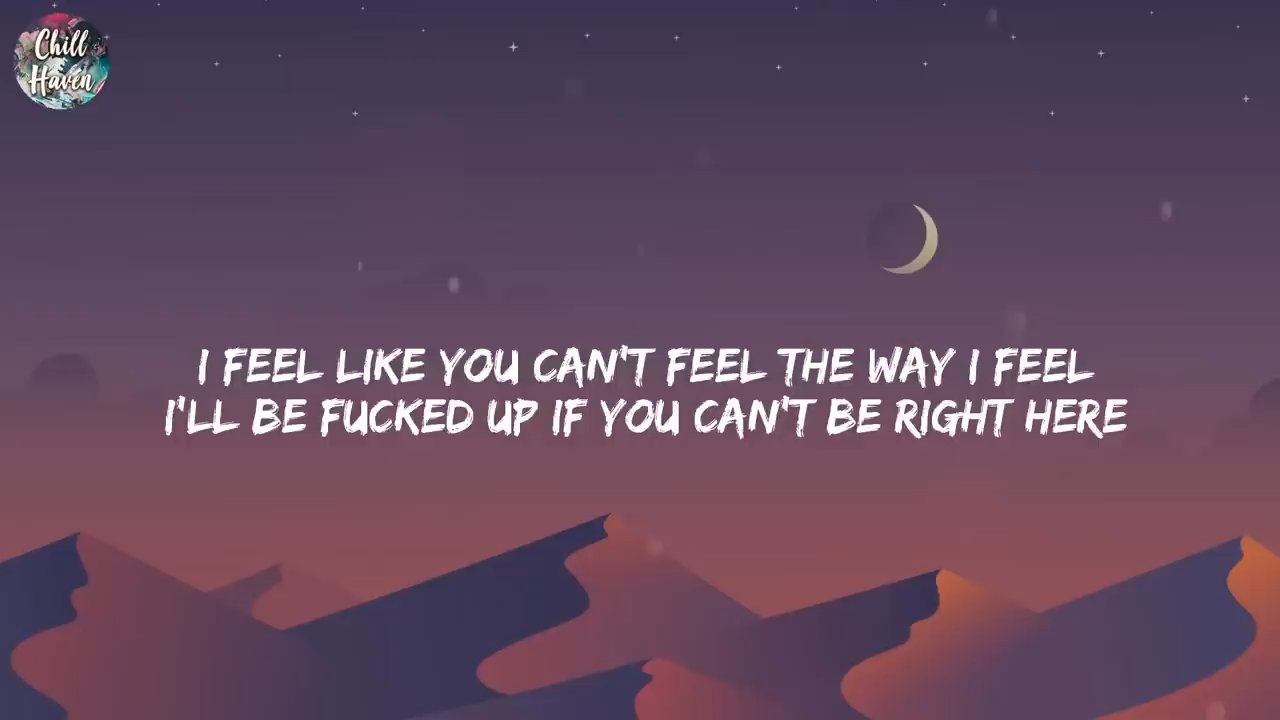 Chill
Haven
I FEEL LIKE YOU CAN'T FEEL THE WAY I FEEL
I'LL BE FUCKED UP IF YOU CAN'T BE RIGHT HERE